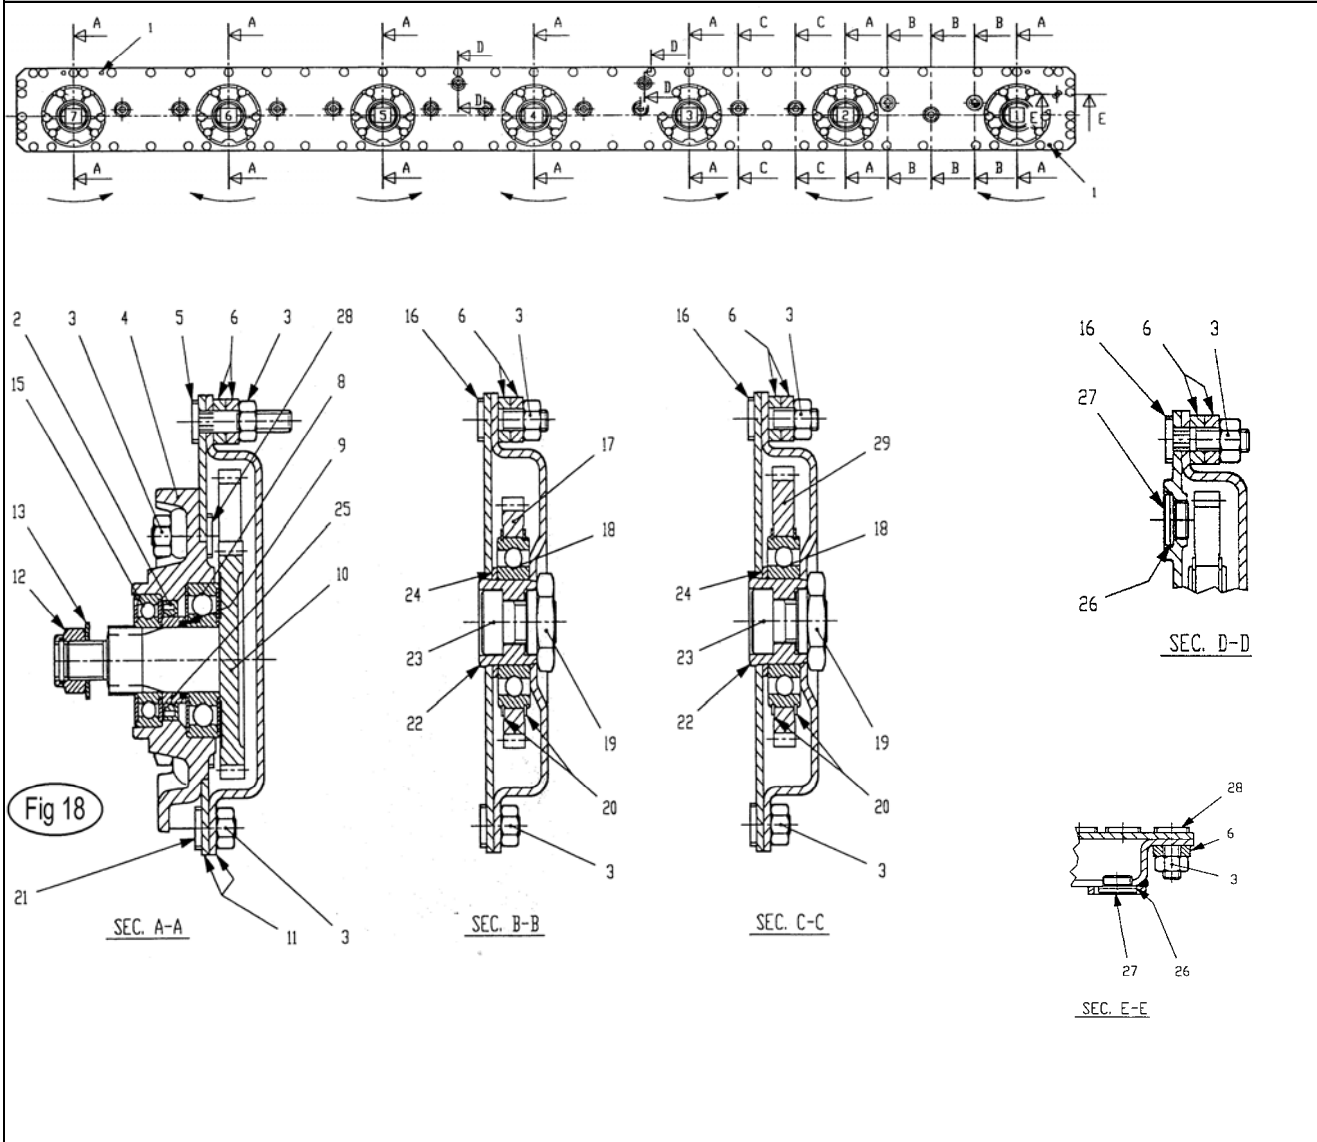 A 1 A A D A D A C C A B B B A
D D
7 6 5 4 3 2 1 E E
A A A A A C C A B B B A
1
2 3 4 5 6 3 28
16 6 3
16 6 3
16 6 3
15 8
27
9 17 29
13 25 18 18
12 10 24 24
26
SEC. D-D
23 23
22 19 22 19
Fig 18
20 20
28
6
3 3 3
21
11 3
27 26
SEC. A-A
SEC. B-B
SEC. C-C
SEC. E-E